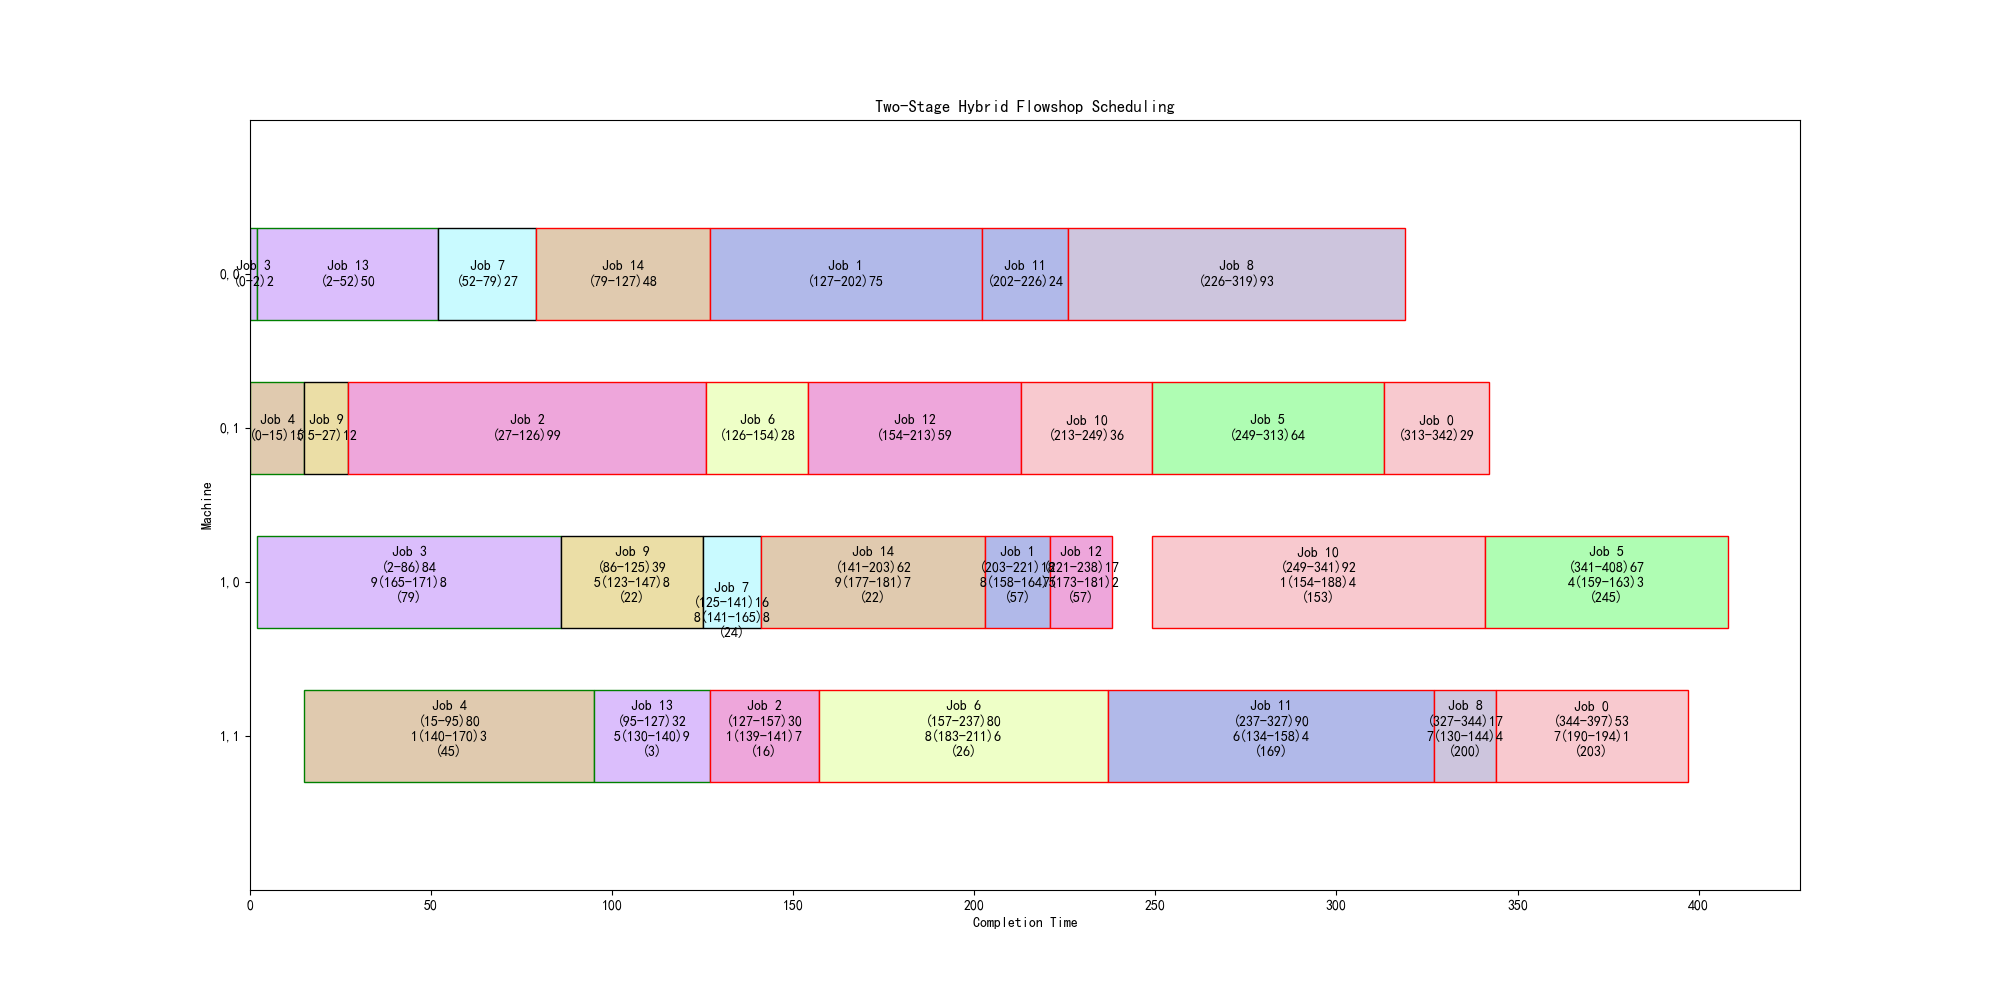 Two-Stage Hybrid Flowshop Scheduling
Machine
0,0
Job 3
(0-2)2
Job 13
(2-52)50
Job 7
(52-79)27
Job 14
(79-127)48
Job 1
(127-202)75
Job 11
(202-226)24
Job 8
(226-319)93
0,1
Job 4
(0-15)15
Job 9
(15-27)12
Job 2
(27-126)99
Job 6
(126-154)28
Job 12
(154-213)59
Job 10
(213-249)36
Job 5
(249-313)64
Job 0
(313-342)29
1,0
Job 3
(2-86)84
9(165-171)8
(79)
Job 9
(86-125)39
5(123-147)8
(22)
Job 7
(125-141)16
8(141-165)8
(24)
Job 14
(141-203)62
9(177-181)7
(22)
Job 1
(203-221)18
8(158-164)
(57)
Job 12
(221-238)17
(173-181)2
(57)
Job 10
(249-341)92
1(154-188)4
(153)
Job 5
(341-408)67
4(159-163)3
(245)
1,1
Job 4
(15-95)80
1(140-170)3
(45)
Job 13
(95-127)32
5(130-140)9
(3)
Job 2
(127-157)30
1(139-141)7
(16)
Job 6
(157-237)80
8(183-211)6
(26)
Job 11
(237-327)90
6(134-158)4
(169)
Job 8
(327-344)17
7(130-144)4
(200)
Job 0
(344-397)53
7(190-194)1
(203)
0
50
100
150
200
250
300
350
400
Completion Time